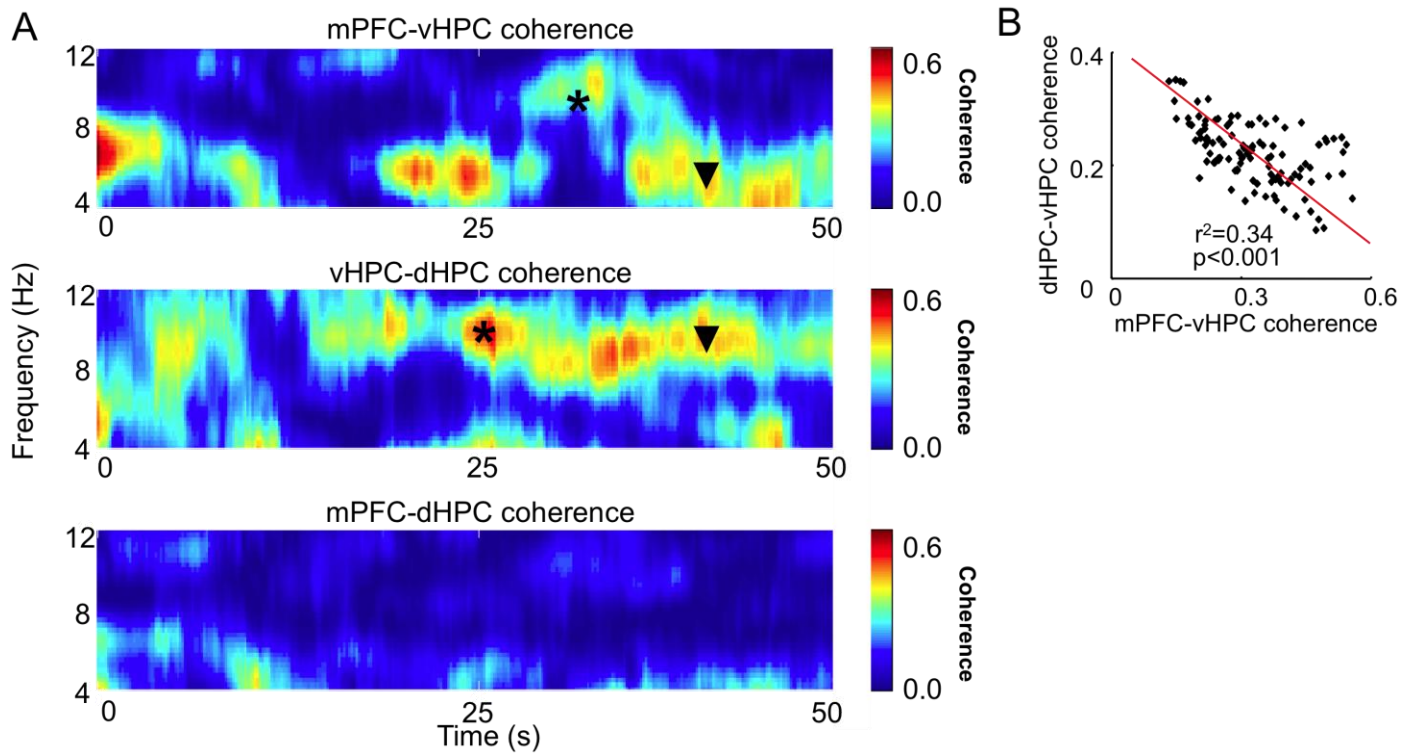 A
mPFC-vHPC coherence
12
8
4
0
25
50
0.6
0.0
Coherence
vHPC-dHPC coherence
12
8
4
0
25
50
0.6
0.0
Coherence
Frequency (Hz)
mPFC-dHPC coherence
12
8
4
0
25
50
0.6
0.0
Coherence
Time (s)
B
dHPC-vHPC coherence
0.4
0.2
0
r²=0.34
p<0.001
0
0.3
0.6
mPFC-vHPC coherence